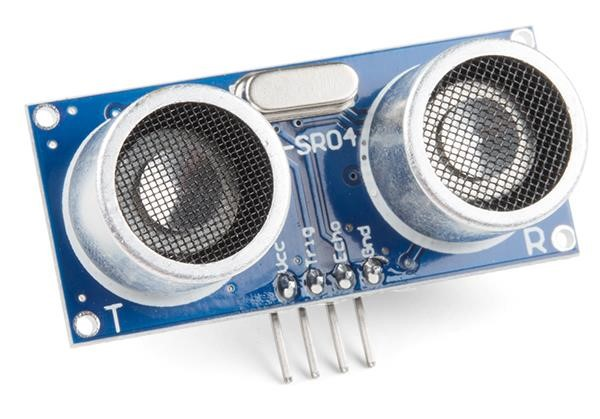 -SR04
Vcc
Trig
Echo
Gnd
T
R